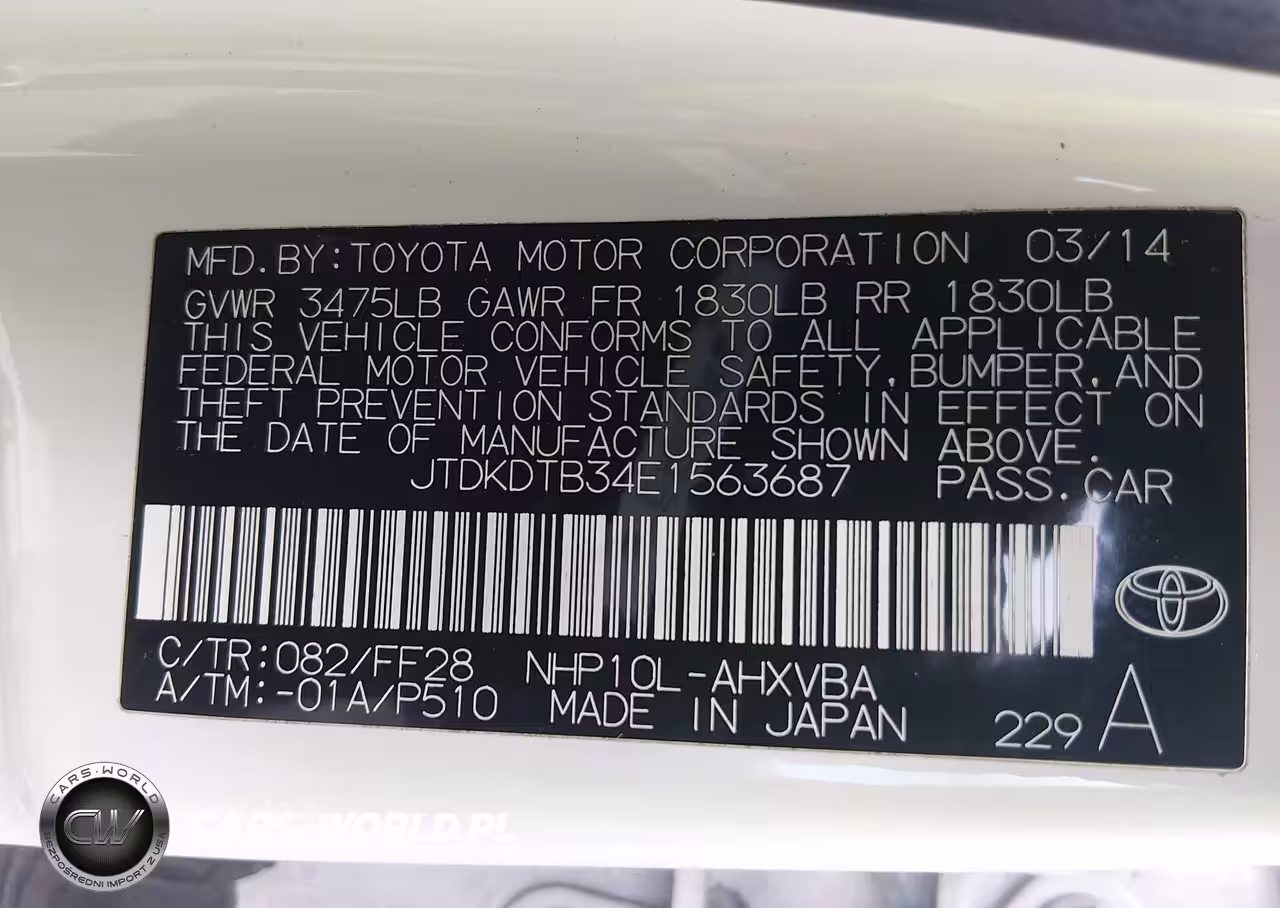 MFD.BY:TOYOTA MOTOR CORPORATION 03/14
GVWR 3475LB GAWR FR 1830LB RR 1830LB
THIS VEHICLE CONFORMS TO ALL APPLICABLE
FEDERAL MOTOR VEHICLE SAFETY,BUMPER,AND
THEFT PREVENTION STANDARDS IN EFFECT ON
THE DATE OF MANUFACTURE SHOWN ABOVE.
JTDKDTB34E1563687 PASS.CAR
C/TR:082/FF28 NHP10L-AHXVBA
A/TM:-01A/P510 MADE IN JAPAN 229 A
CARS-WORLD
CW
BEZPOŚREDNI IMPORT Z USA
CARS-WORLD.PL